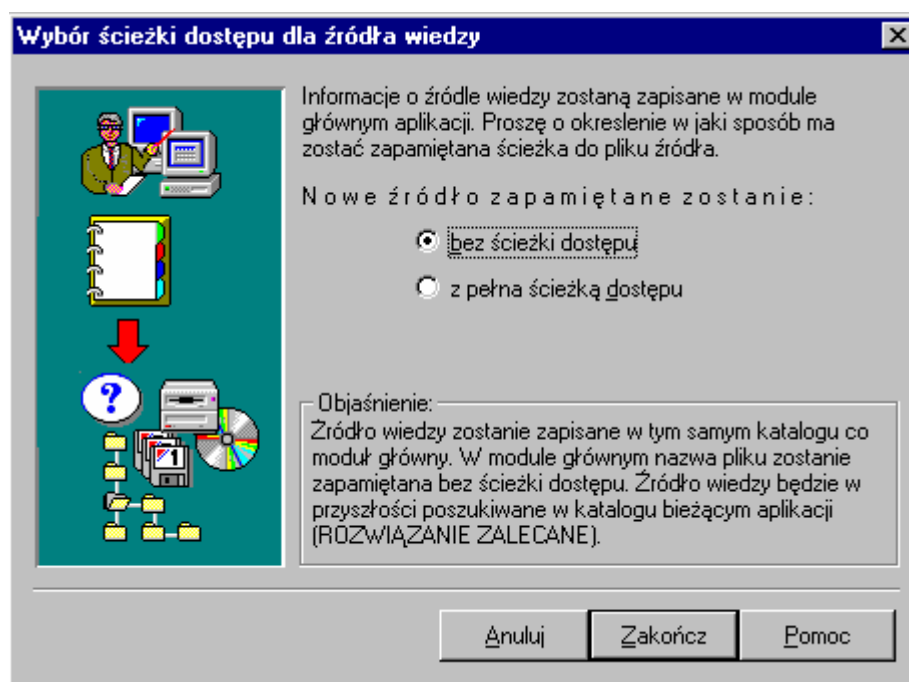 Wybór ścieżki dostępu dla źródła wiedzy
Informacje o źródle wiedzy zostaną zapisane w module
głównym aplikacji. Proszę o okreslenie w jaki sposób ma
zostać zapamiętana ścieżka do pliku źródła.
Nowe źródło zapamiętane zostanie:
bez ścieżki dostępu
z pełna ścieżką dostępu
Objaśnienie:
Źródło wiedzy zostanie zapisane w tym samym katalogu co
moduł główny. W module głównym nazwa pliku zostanie
zapamiętana bez ścieżki dostępu. Źródło wiedzy będzie w
przyszłości poszukiwane w katalogu bieżącym aplikacji
(ROZWIĄZANIE ZALECANE).
?
1
Anuluj Zakończ Pomoc